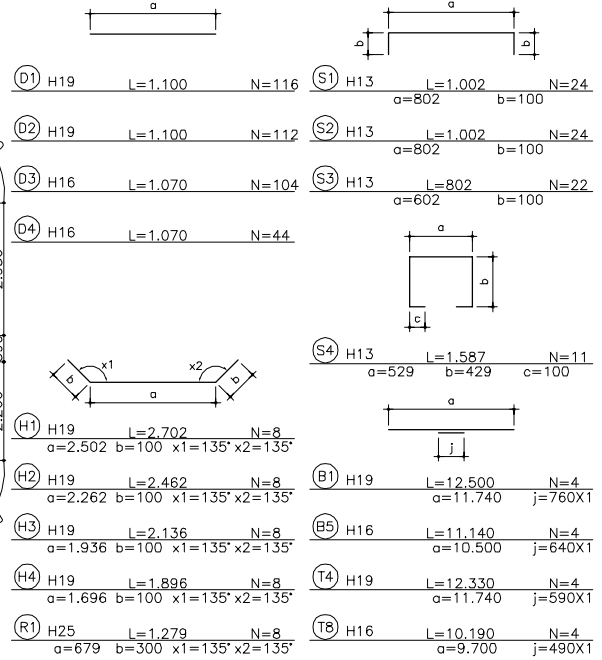 a
D1 H19 L=1.100 N=116
D2 H19 L=1.100 N=112
D3 H16 L=1.070 N=104
D4 H16 L=1.070 N=44
x1 x2
b b
a
H1 H19 L=2.702 N=8
a=2.502 b=100 x1=135° x2=135°
H2 H19 L=2.462 N=8
a=2.262 b=100 x1=135° x2=135°
H3 H19 L=2.136 N=8
a=1.936 b=100 x1=135° x2=135°
H4 H19 L=1.896 N=8
a=1.696 b=100 x1=135° x2=135°
R1 H25 L=1.279 N=8
a=679 b=300 x1=135° x2=135°
a
b b
S1 H13 L=1.002 N=24
a=802 b=100
S2 H13 L=1.002 N=24
a=802 b=100
S3 H13 L=802 N=22
a=602 b=100
a
b
c
S4 H13 L=1.587 N=11
a=529 b=429 c=100
a
j
B1 H19 L=12.500 N=4
a=11.740 j=760X1
B5 H16 L=11.140 N=4
a=10.500 j=640X1
T4 H19 L=12.330 N=4
a=11.740 j=590X1
T8 H16 L=10.190 N=4
a=9.700 j=490X1